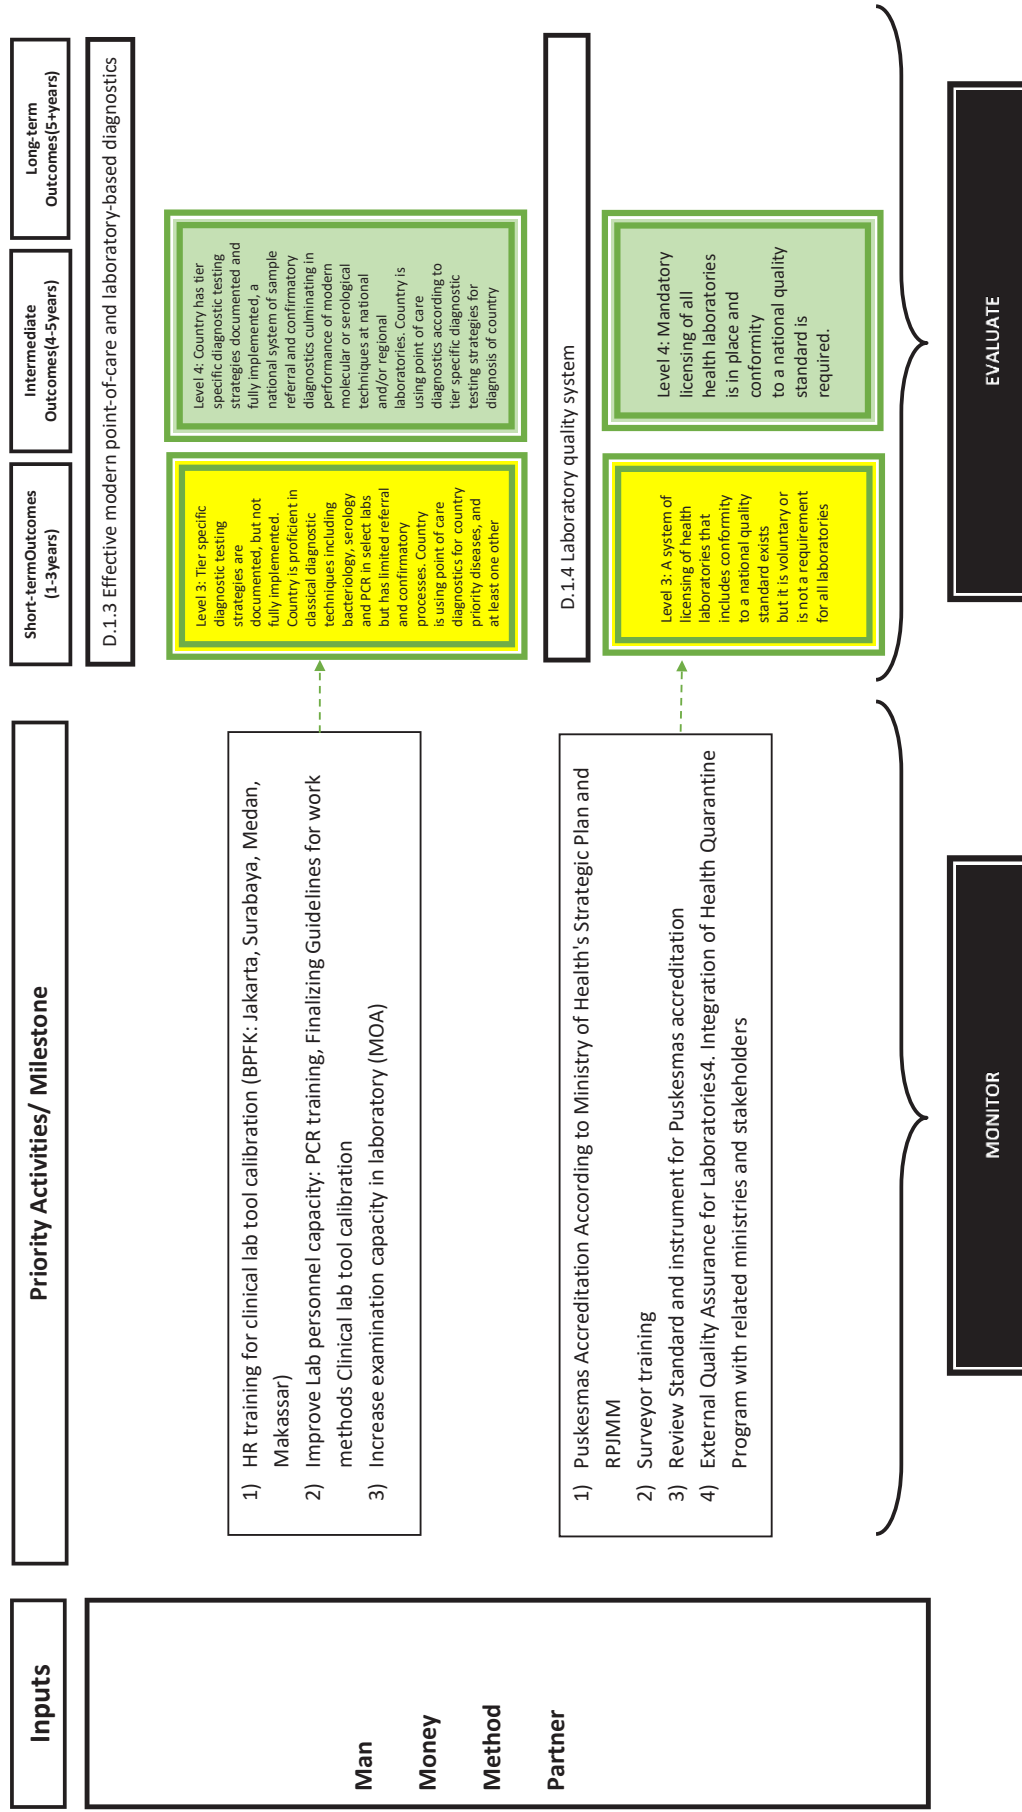 Inputs
Priority Activities/ Milestone
Short-termOutcomes
(1-3years)
Intermediate
Outcomes(4-5years)
Long-term
Outcomes(5+years)
Man
Money
Method
Partner
D.1.3 Effective modern point-of-care and laboratory-based diagnostics
1) HR training for clinical lab tool calibration (BPFK: Jakarta, Surabaya, Medan,
Makassar)
2) Improve Lab personnel capacity: PCR training, Finalizing Guidelines for work
methods Clinical lab tool calibration
3) Increase examination capacity in laboratory (MOA)
Level 3: Tier specific
diagnostic testing
strategies are
documented, but not
fully implemented.
Country is proficient in
classical diagnostic
techniques including
bacteriology, serology
and PCR in select labs
but has limited referral
and confirmatory
processes. Country
is using point of care
diagnostics for country
priority diseases, and
at least one other
Level 4: Country has tier
specific diagnostic testing
strategies documented and
fully implemented, a
national system of sample
referral and confirmatory
diagnostics culminating in
performance of modern
molecular or serological
techniques at national
and/or regional
laboratories. Country is
using point of care
diagnostics according to
tier specific diagnostic
testing strategies for
diagnosis of country
D.1.4 Laboratory quality system
1) Puskesmas Accreditation According to Ministry of Health's Strategic Plan and
RPJMM
2) Surveyor training
3) Review Standard and instrument for Puskesmas accreditation
4) External Quality Assurance for Laboratories4. Integration of Health Quarantine
Program with related ministries and stakeholders
Level 3: A system of
licensing of health
laboratories that
includes conformity
to a national quality
standard exists
but it is voluntary or
is not a requirement
for all laboratories
Level 4: Mandatory
licensing of all
health laboratories
is in place and
conformity
to a national quality
standard is
required.
MONITOR
EVALUATE